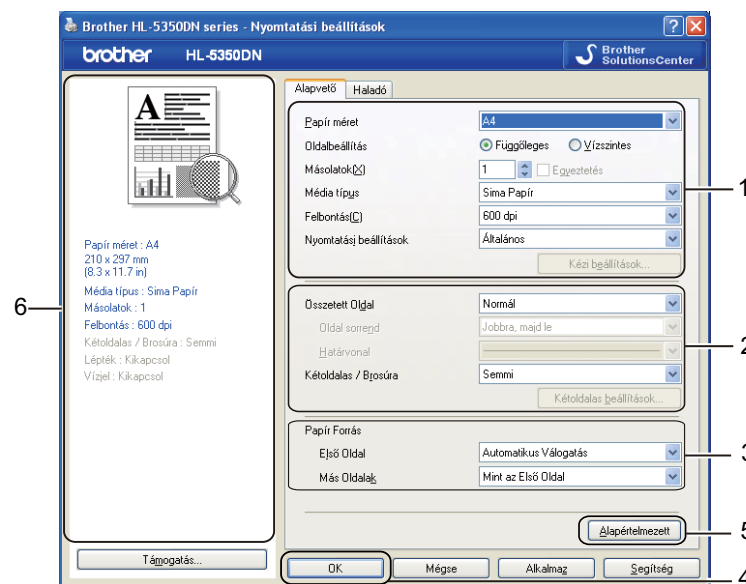 Brother HL-5350DN series - Nyomtatási beállítások
brother HL-5350DN
Brother
SolutionsCenter
Alapvető Haladó
A
Papír méret : A4
210 x 297 mm
(8.3 x 11.7 in)
Média típus : Sima Papír
Másolatok : 1
Felbontás : 600 dpi
Kétoldalas / Brosúra : Semmi
Lépték : Kikapcsol
Vízjel : Kikapcsol
6
Támogatás...
Papír méret A4
Oldalbeállítás Függőleges Vízszintes
Másolatok(X) 1 Egyeztetés
Média típus Sima Papír
Felbontás(C) 600 dpi
Nyomtatási beállítások Általános
Kézi beállítások...
1
Összetett Oldal Normál
Oldal sorrend Jobbra, majd le
Határvonal
Kétoldalas / Brosúra Semmi
Kétoldalas beállítások...
2
Papír Forrás
Első Oldal Automatikus Válogatás
Más Oldalak Mint az Első Oldal
3
Alapértelmezett
5
OK Mégse Alkalmaz Segítség
4